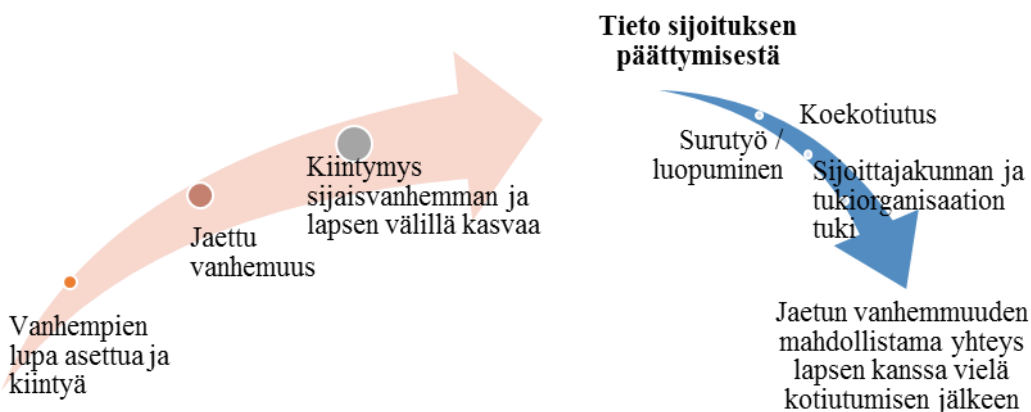 Vanhempien
lupa asettua ja
kiintyä
Jaettu
vanhemuus
Kiintymys
sijaisvanhemman ja
lapsen välillä kasvaa
Tieto sijoituksen
päättymisestä
Koekotiutus
Surutyö /
luopuminen
Sijoittajakunnan ja
tukiorganisaation
tuki
Jaetun vanhemmuuden
mahdollistama yhteys
lapsen kanssa vielä
kotiutumisen jälkeen